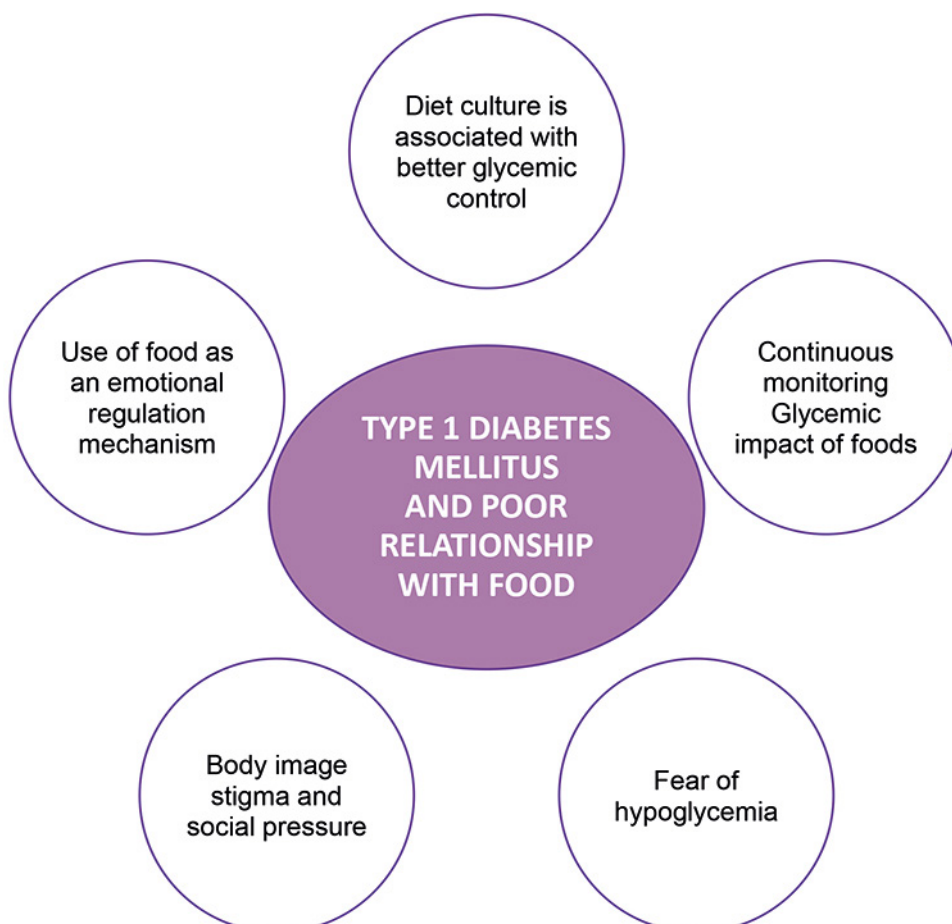 Diet culture is
associated with
better glycemic
control
Use of food as
an emotional
regulation
mechanism
Continuous
monitoring
Glycemic
impact of foods
TYPE 1 DIABETES
MELLITUS
AND POOR
RELATIONSHIP
WITH FOOD
Body image
stigma and
social pressure
Fear of
hypoglycemia